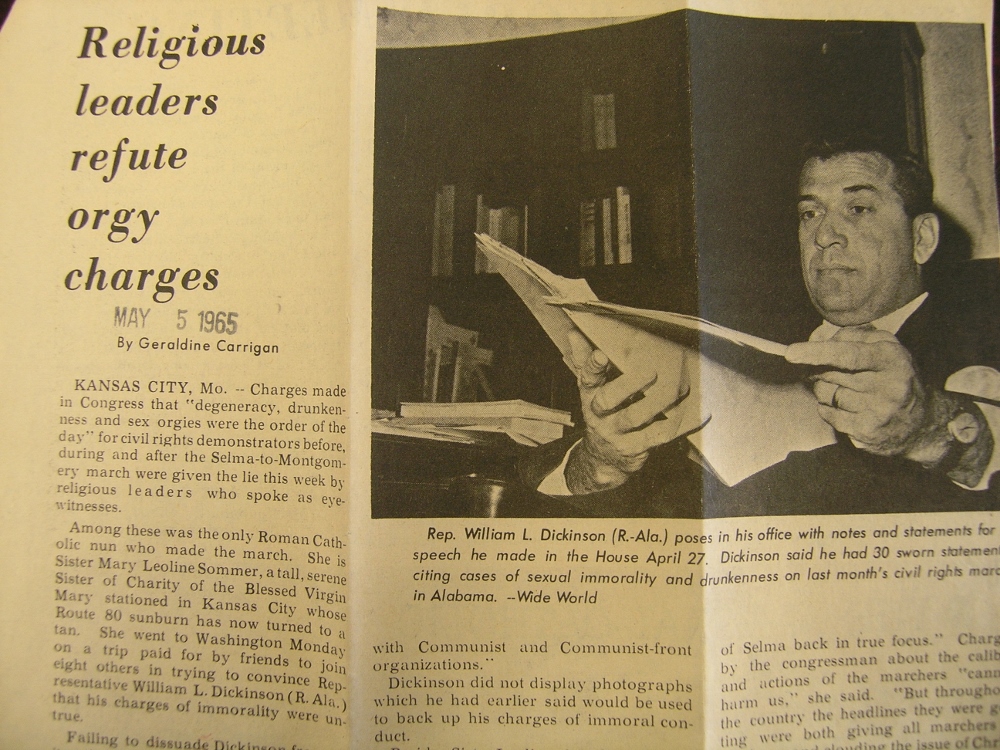 Religious
leaders
refute
orgy
charges
MAY 5 1965
By Geraldine Carrigan
KANSAS CITY, Mo. -- Charges made
in Congress that "degeneracy, drunken-
ness and sex orgies were the order of the
day" for civil rights demonstrators before,
during and after the Selma-to-Montgom-
ery march were given the lie this week by
religious leaders who spoke as eye-
witnesses.
Among these was the only Roman Cath-
olic nun who made the march. She is
Sister Mary Leoline Sommer, a tall, serene
Sister of Charity of the Blessed Virgin
Mary stationed in Kansas City whose
Route 80 sunburn has now turned to a
tan. She went to Washington Monday
on a trip paid for by friends to join
eight others in trying to convince Rep-
resentative William L. Dickinson (R. Ala.)
that his charges of immorality were un-
true.
Failing to dissuade Dickinson
Rep. William L. Dickinson (R.-Ala.) poses in his office with notes and statements for
speech he made in the House April 27. Dickinson said he had 30 sworn statemen
citing cases of sexual immorality and drunkenness on last month's civil rights marc
in Alabama. --Wide World
with Communist and Communist-front
organizations."
Dickinson did not display photographs
which he had earlier said would be used
to back up his charges of immoral con-
duct.
of Selma back in true focus." Charg
by the congressman about the calib
and actions of the marchers "cann
harm us," she said. "But througho
the country the headlines they were g
ting were both giving all marchers
the issue of